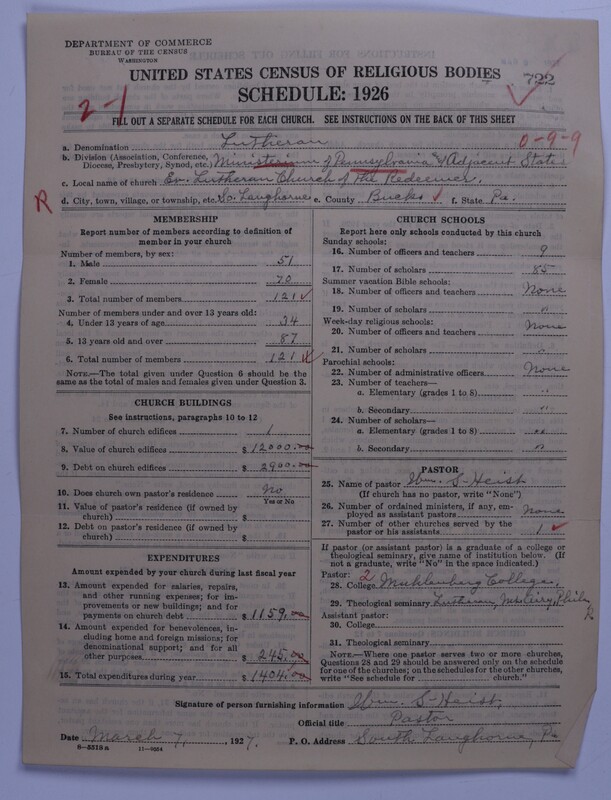 DEPARTMENT OF COMMERCE
BUREAU OF THE CENSUS
WASHINGTON
UNITED STATES CENSUS OF RELIGIOUS BODIES
722
SCHEDULE: 1926
2-1
FILL OUT A SEPARATE SCHEDULE FOR EACH CHURCH. SEE INSTRUCTIONS ON THE BACK OF THIS SHEET
a. Denomination Lutheran
0-9-9
b. Division (Association, Conference, Diocese, Presbytery, Synod, etc.) Ministerium of Pennsylvania & Adjacent States
c. Local name of church Ev. Lutheran Church of the Redeemer.
R
d. City, town, village, or township, etc. So. Langhorne e. County Bucks f. State Pa.
MEMBERSHIP
Report number of members according to definition of
member in your church
Number of members, by sex:
1. Male 51
2. Female 70
3. Total number of members 121
Number of members under and over 13 years old:
4. Under 13 years of age 34
5. 13 years old and over 87
6. Total number of members 121
NOTE.—The total given under Question 6 should be
same as the total of males and females given under Question 3.
CHURCH BUILDINGS
See instructions, paragraphs 10 to 12
7. Number of church edifices 1
8. Value of church edifices $ 12000.00
9. Debt on church edifices $ 2900.00
10. Does church own pastor's residence No
Yes or No
11. Value of pastor's residence (if owned by
church) $
12. Debt on pastor's residence (if owned by
church) $
EXPENDITURES
Amount expended by your church during last fiscal year
13. Amount expended for salaries, repairs,
and other running expenses; for im-
provements or new buildings; and for
payments on church debt $ 1159.00
14. Amount expended for benevolences, in-
cluding home and foreign missions; for
denominational support; and for all
other purposes $ 245.00
15. Total expenditures during year $ 1404.00
CHURCH SCHOOLS
Report here only schools conducted by this church
Sunday schools:
16. Number of officers and teachers 9
17. Number of scholars 85
Summer vacation Bible schools:
18. Number of officers and teachers None
19. Number of scholars "
Week-day religious schools:
20. Number of officers and teachers None
21. Number of scholars "
Parochial schools:
22. Number of administrative officers None
23. Number of teachers—
a. Elementary (grades 1 to 8)
b. Secondary "
24. Number of scholars—
a. Elementary (grades 1 to 8) "
b. Secondary "
PASTOR
25. Name of pastor Wm. S. Heist
(If church has no pastor, write "None")
26. Number of ordained ministers, if any, em-
ployed as assistant pastors None
27. Number of other churches served by the
pastor or his assistants 1
If pastor (or assistant pastor) is a graduate of a college or
theological seminary, give name of institution below. (If
not a graduate, write "No" in the space indicated.)
Pastor: 2
28. College Muhlenberg College.
29. Theological seminary Lutheran, Mt Airy, Phila
R
Assistant pastor:
30. College
31. Theological seminary
NOTE.—Where one pastor serves two or more churches,
Questions 28 and 29 should be answered only on the schedule
for one of the churches; on the schedules for the other churches,
write "See schedule for church."
Signature of person furnishing information Wm. S. Heist,
Official title Pastor
Date March 7, 1927. P. O. Address South Langhorne, Pa
6-5518a 11-9264